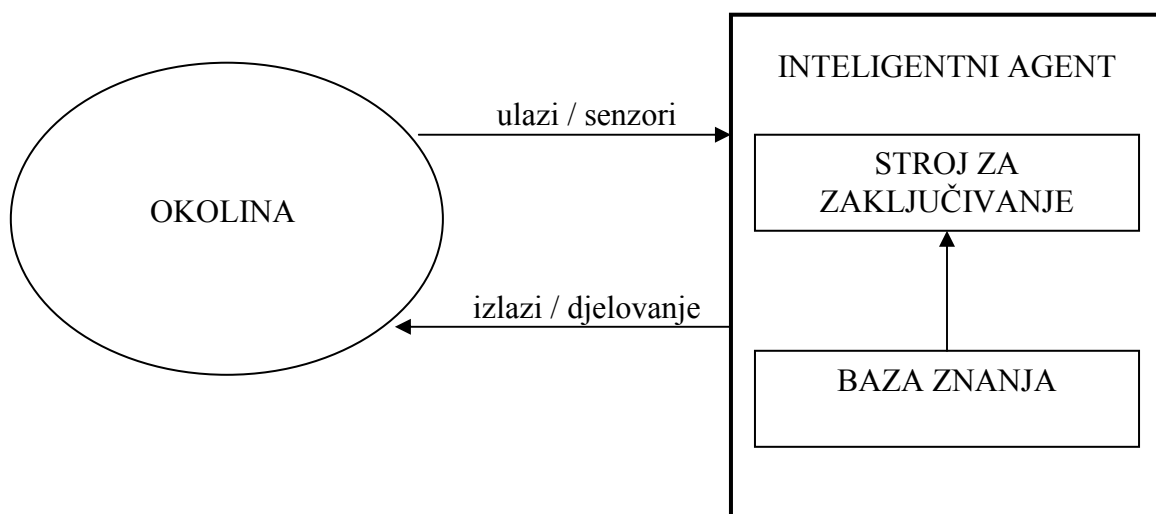 INTELIGENTNI AGENT
ulazi / senzori
STROJ ZA
ZAKLJUČIVANJE
OKOLINA
izlazi / djelovanje
BAZA ZNANJA